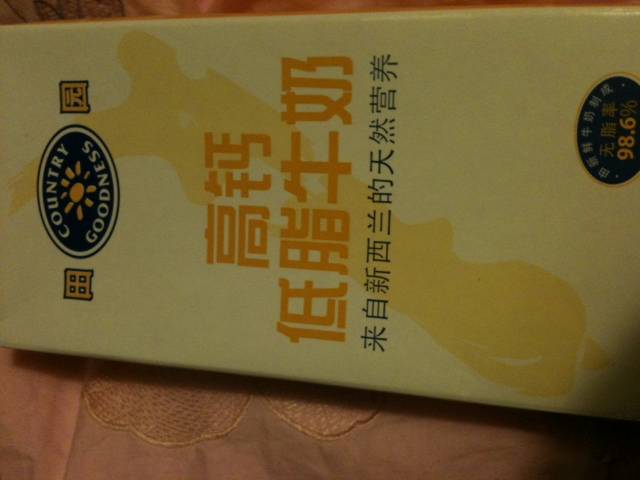 田园
COUNTRY
GOODNESS
高钙
低脂牛奶
来自新西兰的天然营养
由新鲜牛奶制成
无脂率
98.6%